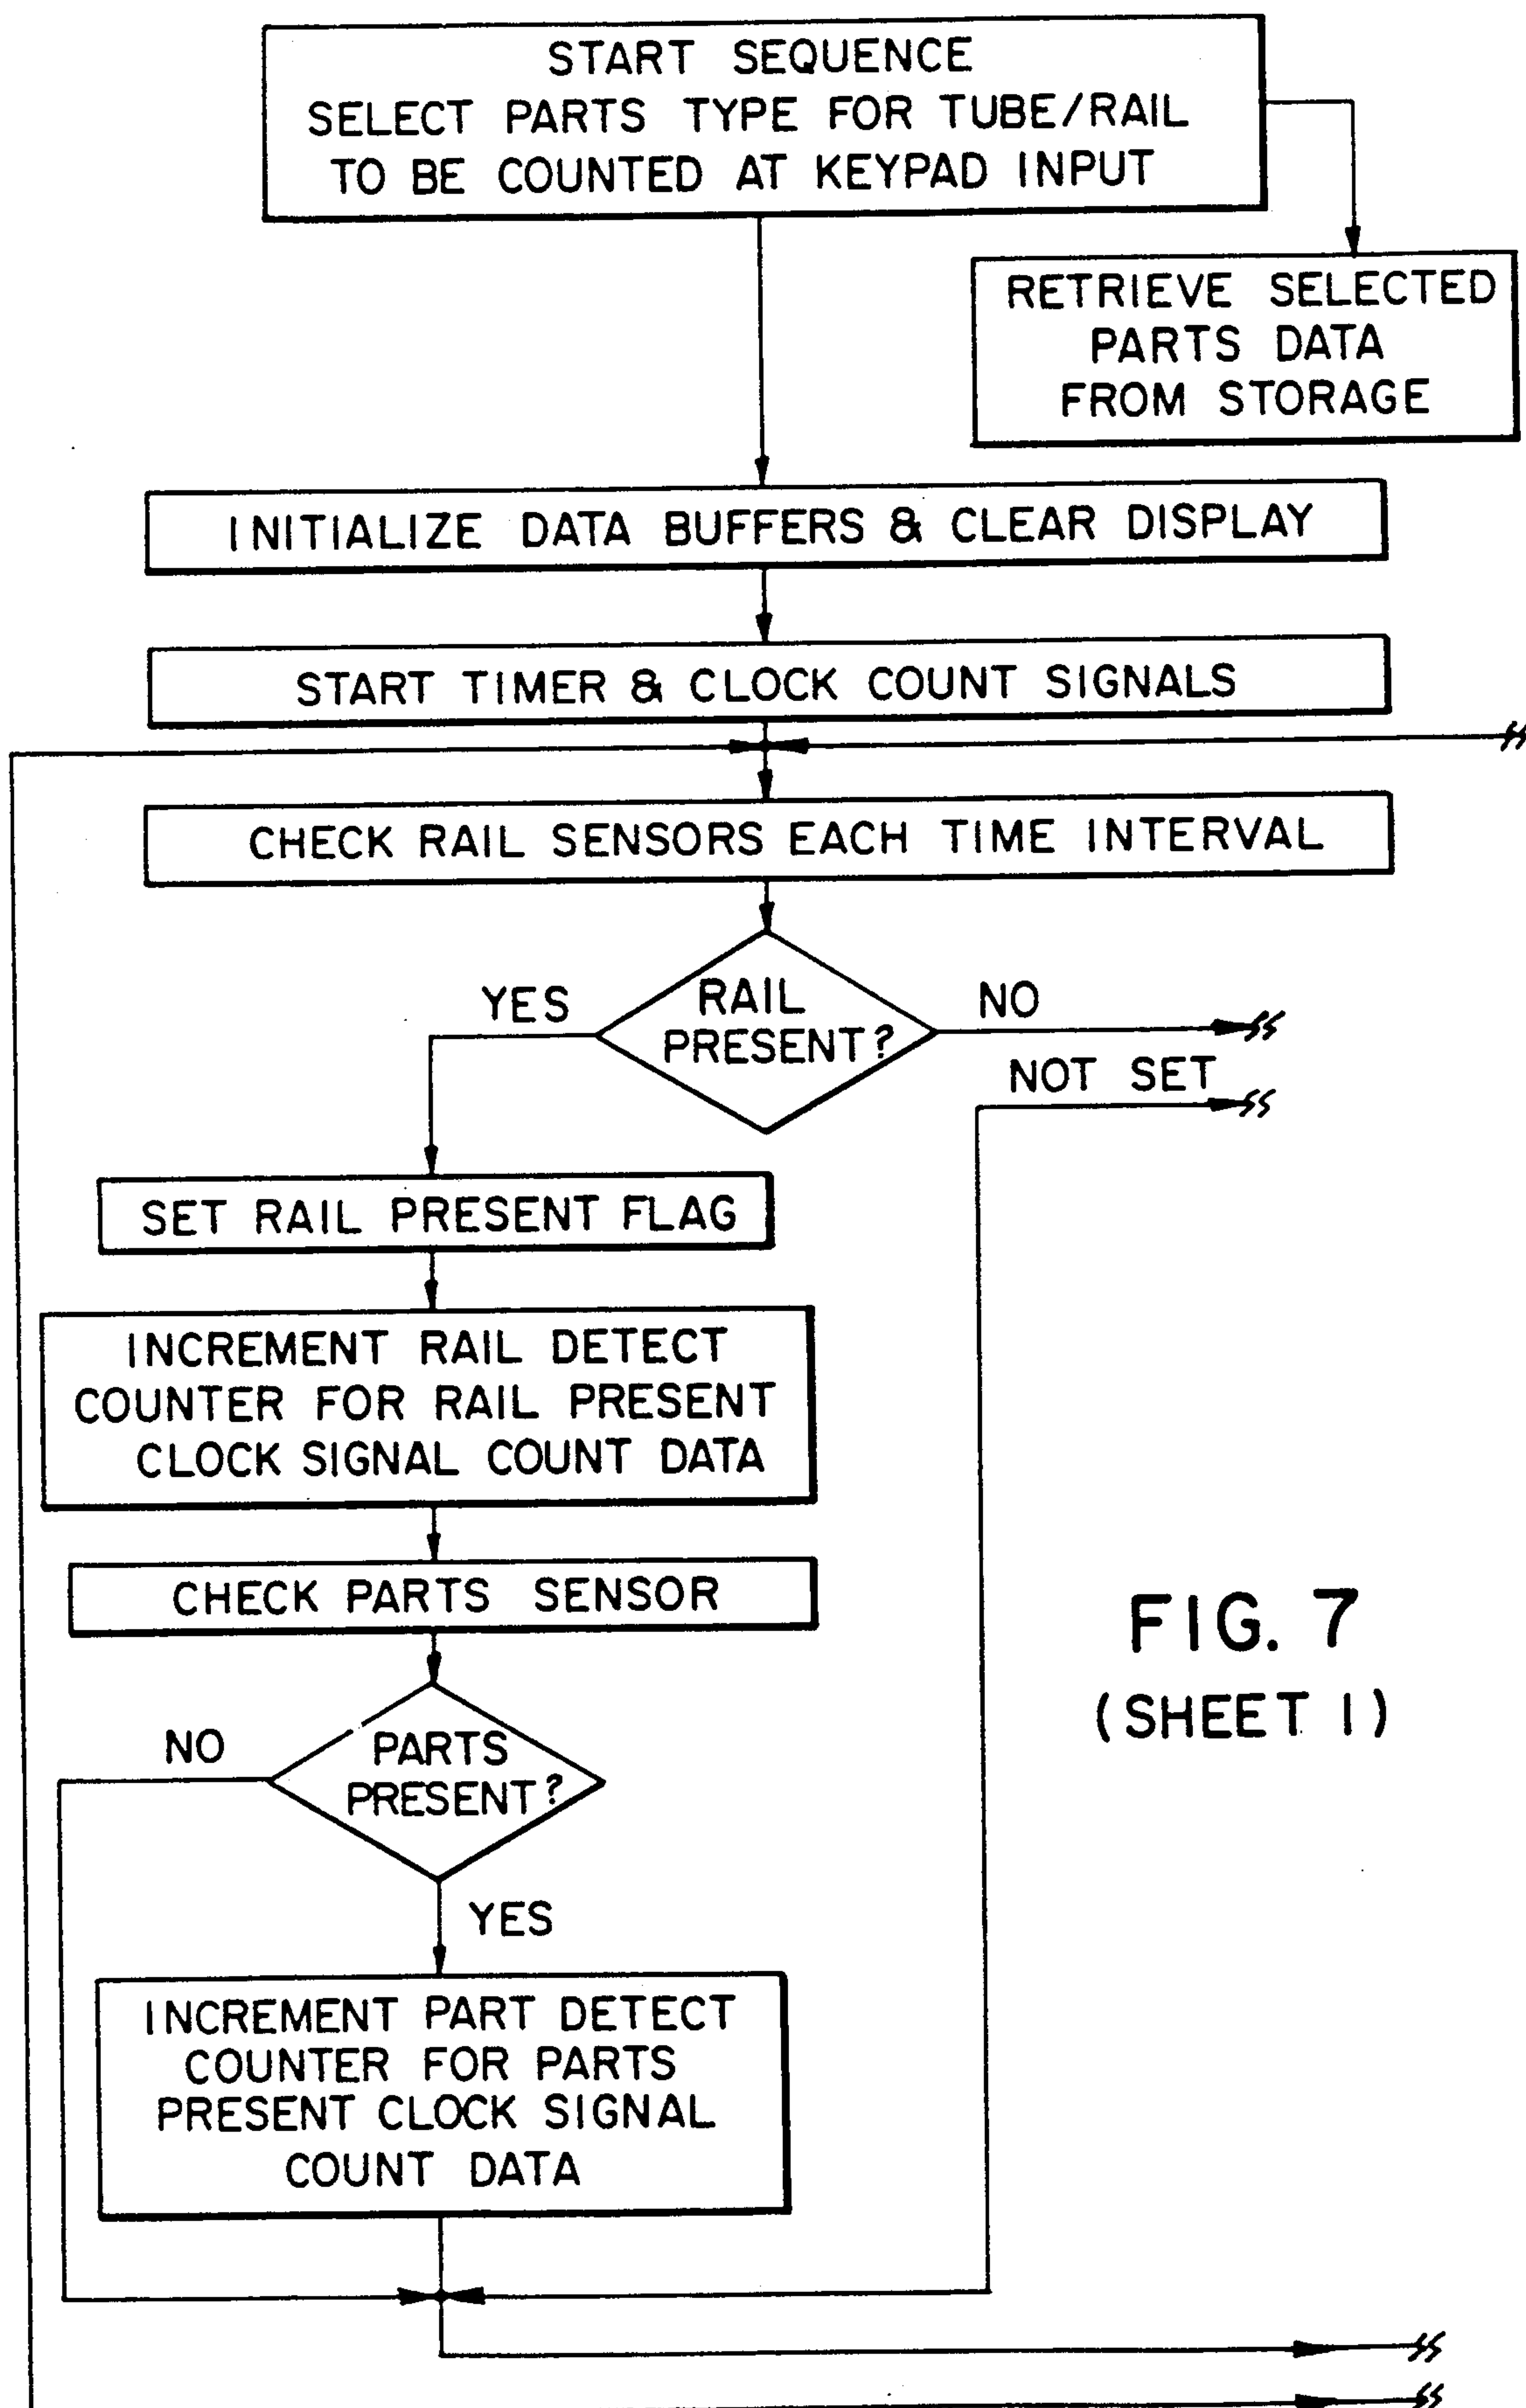 START SEQUENCE
SELECT PARTS TYPE FOR TUBE/RAIL
TO BE COUNTED AT KEYPAD INPUT
RETRIEVE SELECTED
PARTS DATA
FROM STORAGE
INITIALIZE DATA BUFFERS & CLEAR DISPLAY
START TIMER & CLOCK COUNT SIGNALS
CHECK RAIL SENSORS EACH TIME INTERVAL
YES
RAIL
PRESENT?
NO
NOT SET
SET RAIL PRESENT FLAG
INCREMENT RAIL DETECT
COUNTER FOR RAIL PRESENT
CLOCK SIGNAL COUNT DATA
CHECK PARTS SENSOR
FIG. 7
(SHEET 1)
NO
PARTS
PRESENT?
YES
INCREMENT PART DETECT
COUNTER FOR PARTS
PRESENT CLOCK SIGNAL
COUNT DATA